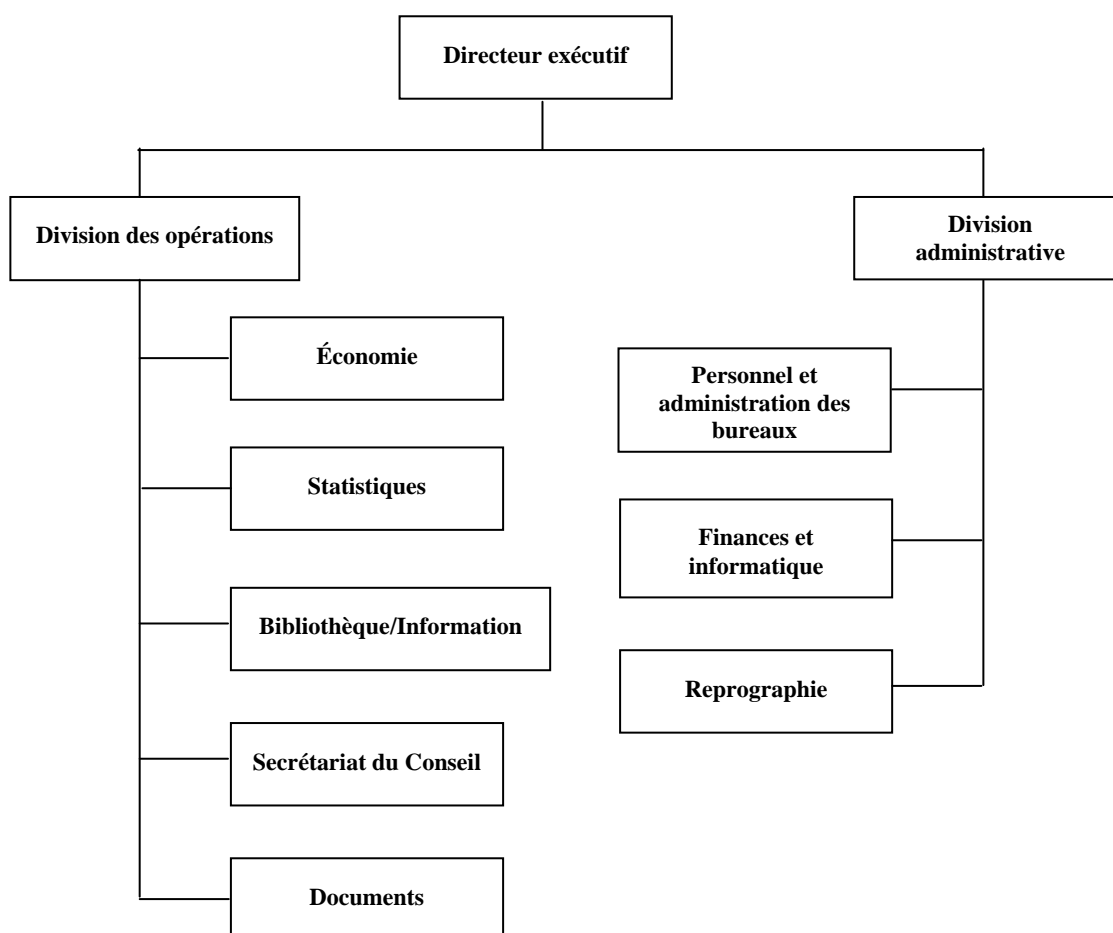 Directeur exécutif
Division des opérations
Division
administrative
Économie
Statistiques
Bibliothèque/Information
Secrétariat du Conseil
Documents
Personnel et
administration des
bureaux
Finances et
informatique
Reprographie